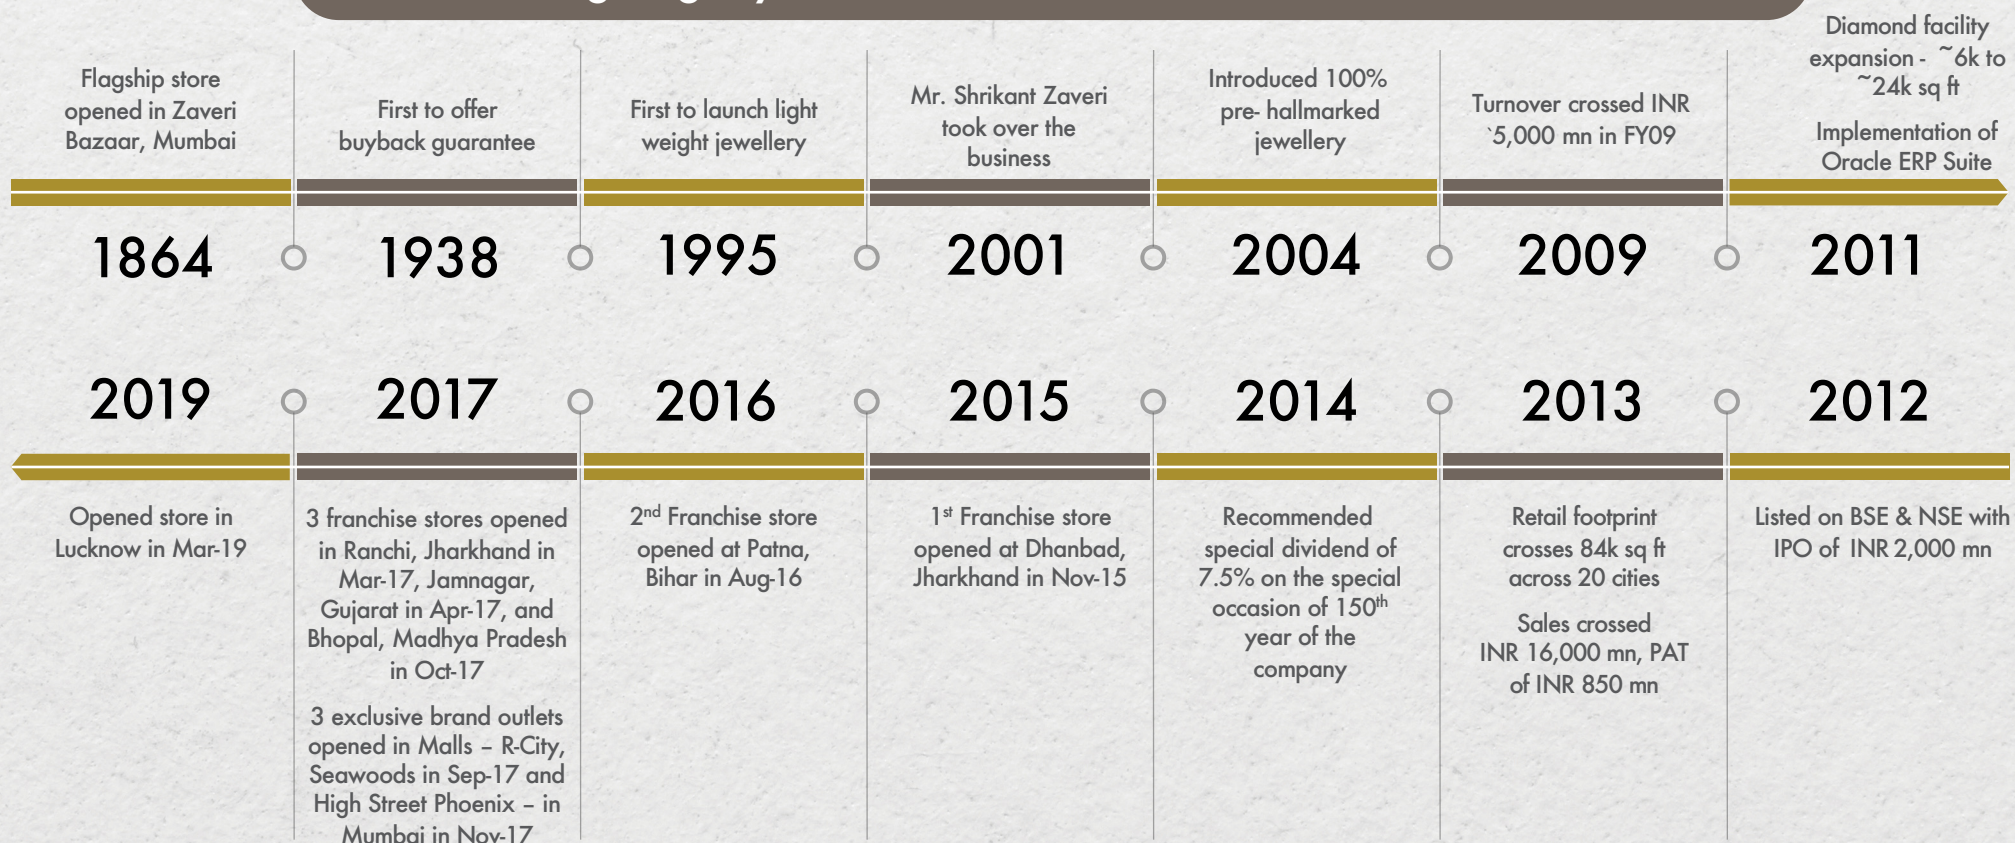 Flagship store
opened in Zaveri
Bazaar, Mumbai
1864
First to offer
buyback guarantee
1938
First to launch light
weight jewellery
1995
Mr. Shrikant Zaveri
took over the
business
2001
Introduced 100%
pre- hallmarked
jewellery
2004
Turnover crossed INR
`5,000 mn in FY09
2009
Diamond facility
expansion - ~6k to
~24k sq ft
Implementation of
Oracle ERP Suite
2011
2019
Opened store in
Lucknow in Mar-19
2017
3 franchise stores opened
in Ranchi, Jharkhand in
Mar-17, Jamnagar,
Gujarat in Apr-17, and
Bhopal, Madhya Pradesh
in Oct-17
3 exclusive brand outlets
opened in Malls – R-City,
Seawoods in Sep-17 and
High Street Phoenix – in
Mumbai in Nov-17
2016
2nd Franchise store
opened at Patna,
Bihar in Aug-16
2015
1st Franchise store
opened at Dhanbad,
Jharkhand in Nov-15
2014
Recommended
special dividend of
7.5% on the special
occasion of 150th
year of the
company
2013
Retail footprint
crosses 84k sq ft
across 20 cities
Sales crossed
INR 16,000 mn, PAT
of INR 850 mn
2012
Listed on BSE & NSE with
IPO of INR 2,000 mn